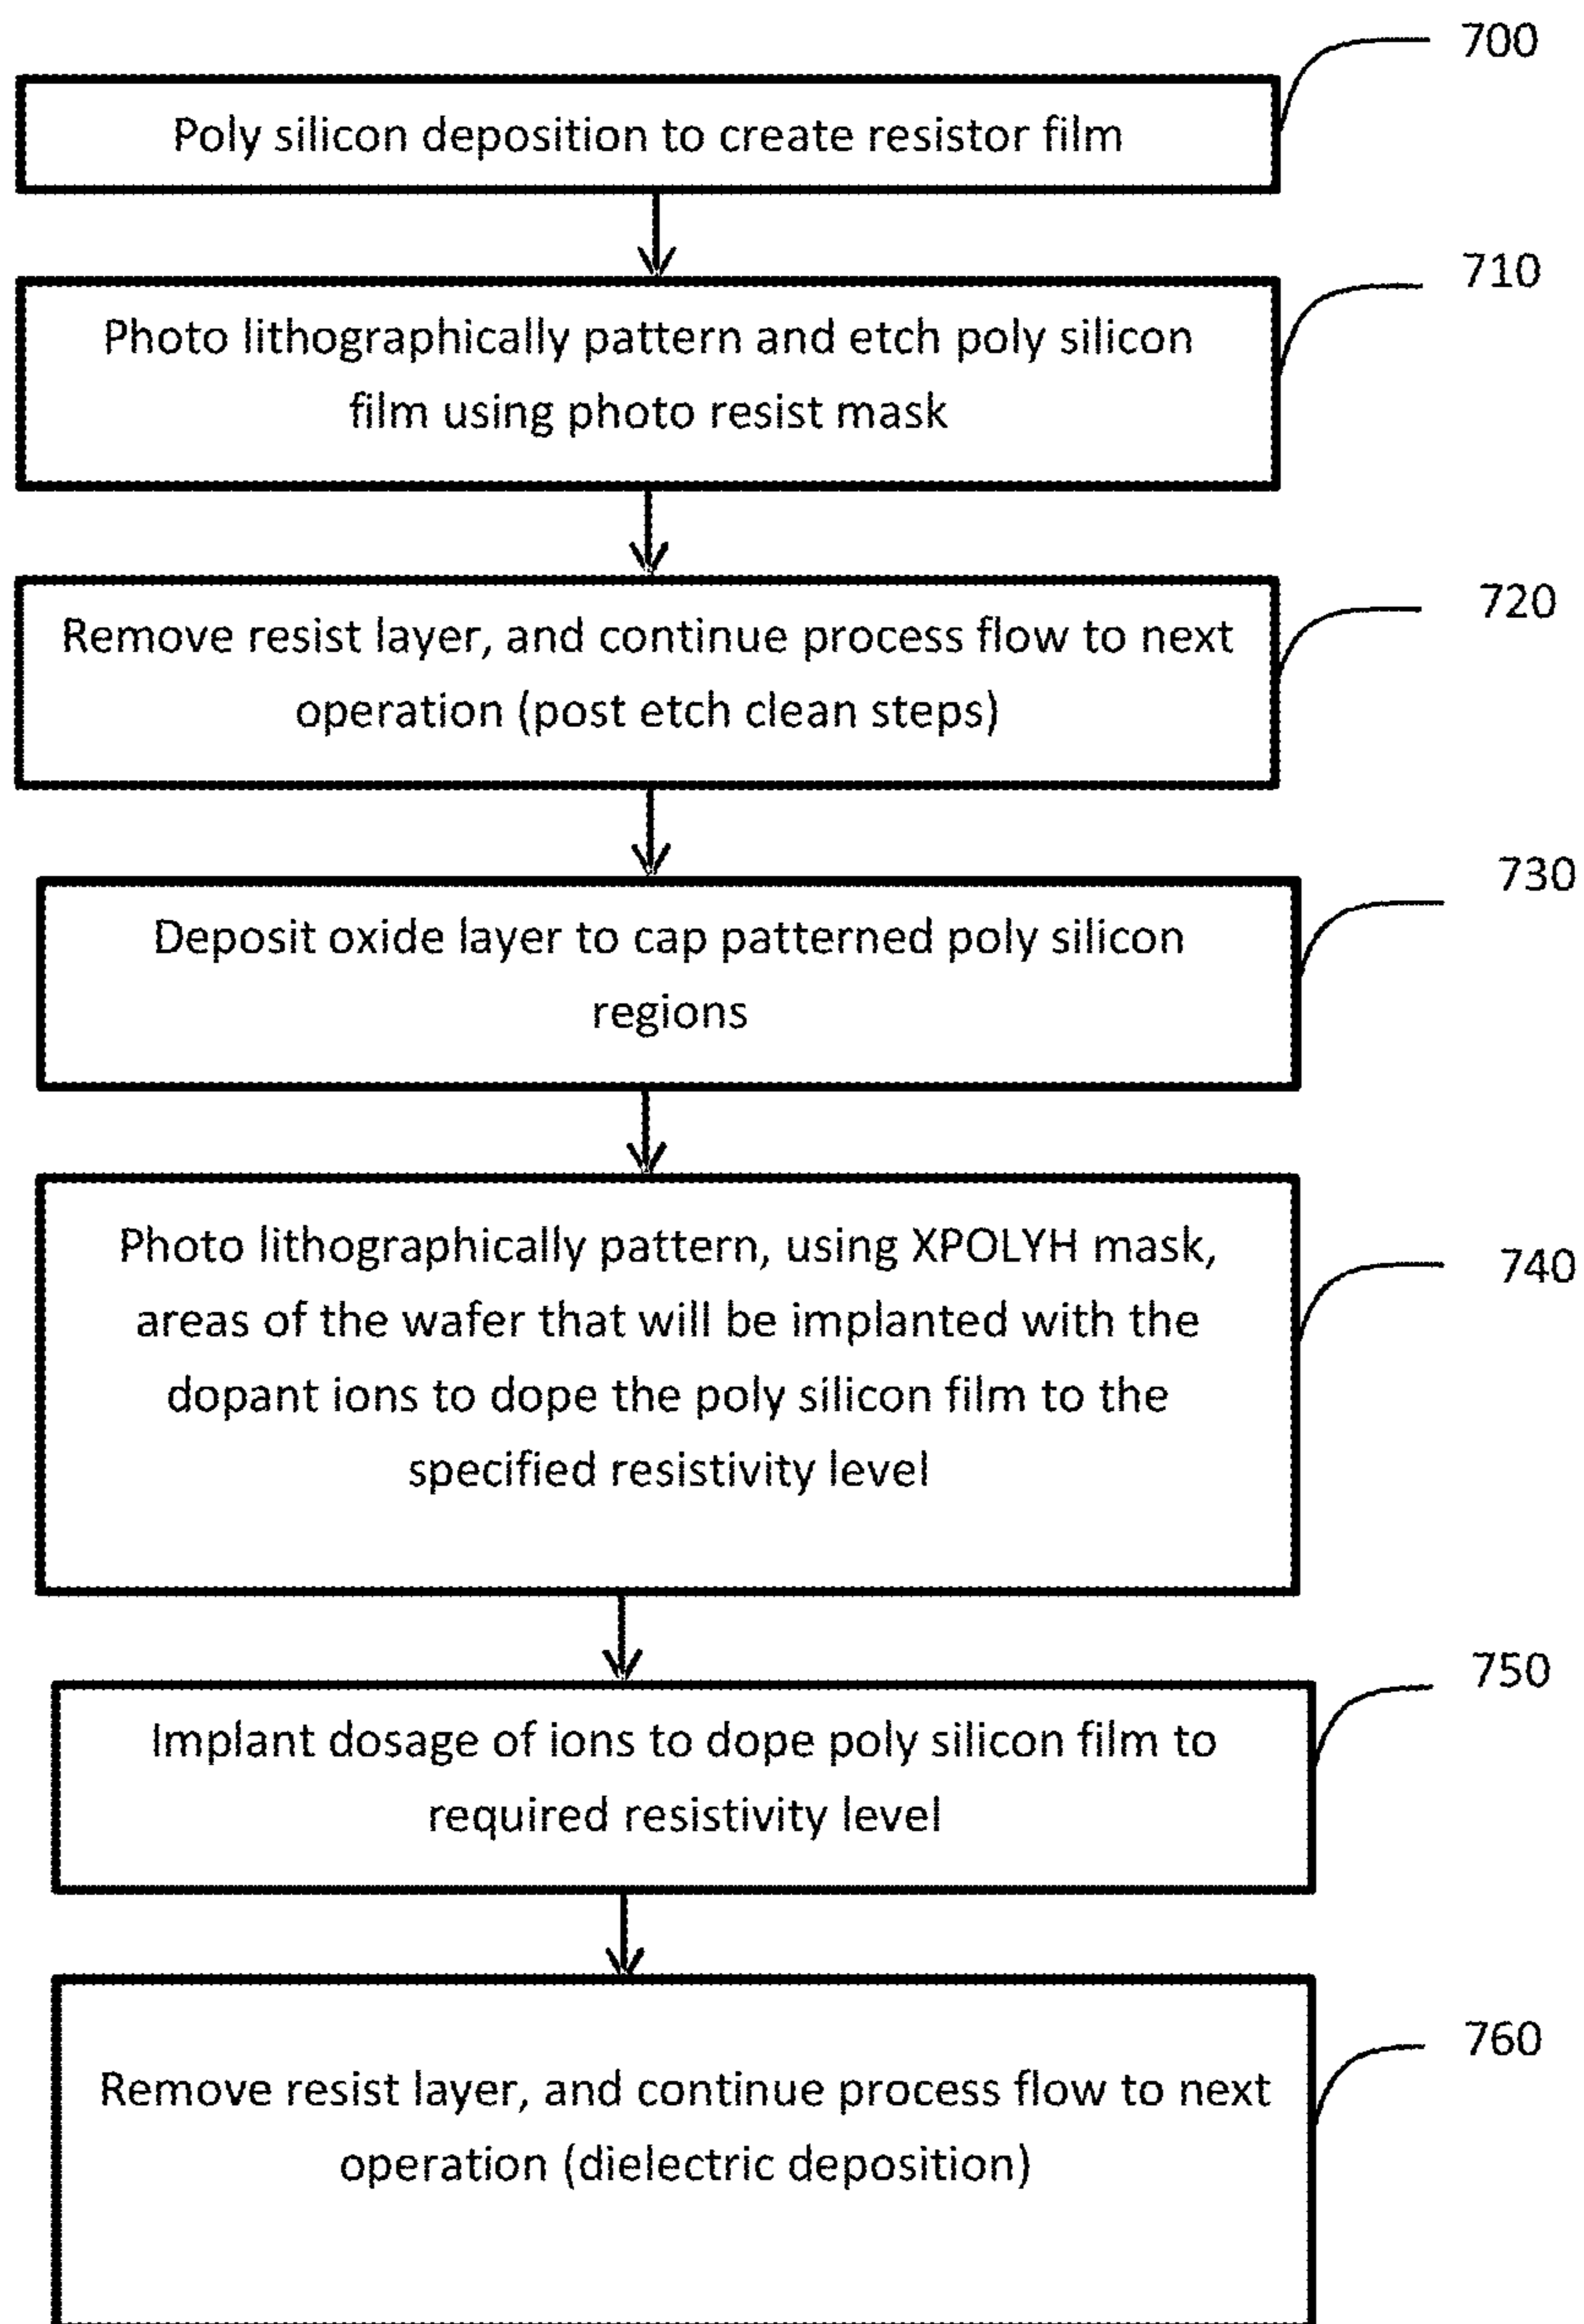 700
Poly silicon deposition to create resistor film
710
Photo lithographically pattern and etch poly silicon
film using photo resist mask
720
Remove resist layer, and continue process flow to next
operation (post etch clean steps)
730
Deposit oxide layer to cap patterned poly silicon
regions
740
Photo lithographically pattern, using XPOLYH mask,
areas of the wafer that will be implanted with the
dopant ions to dope the poly silicon film to the
specified resistivity level
750
Implant dosage of ions to dope poly silicon film to
required resistivity level
760
Remove resist layer, and continue process flow to next
operation (dielectric deposition)